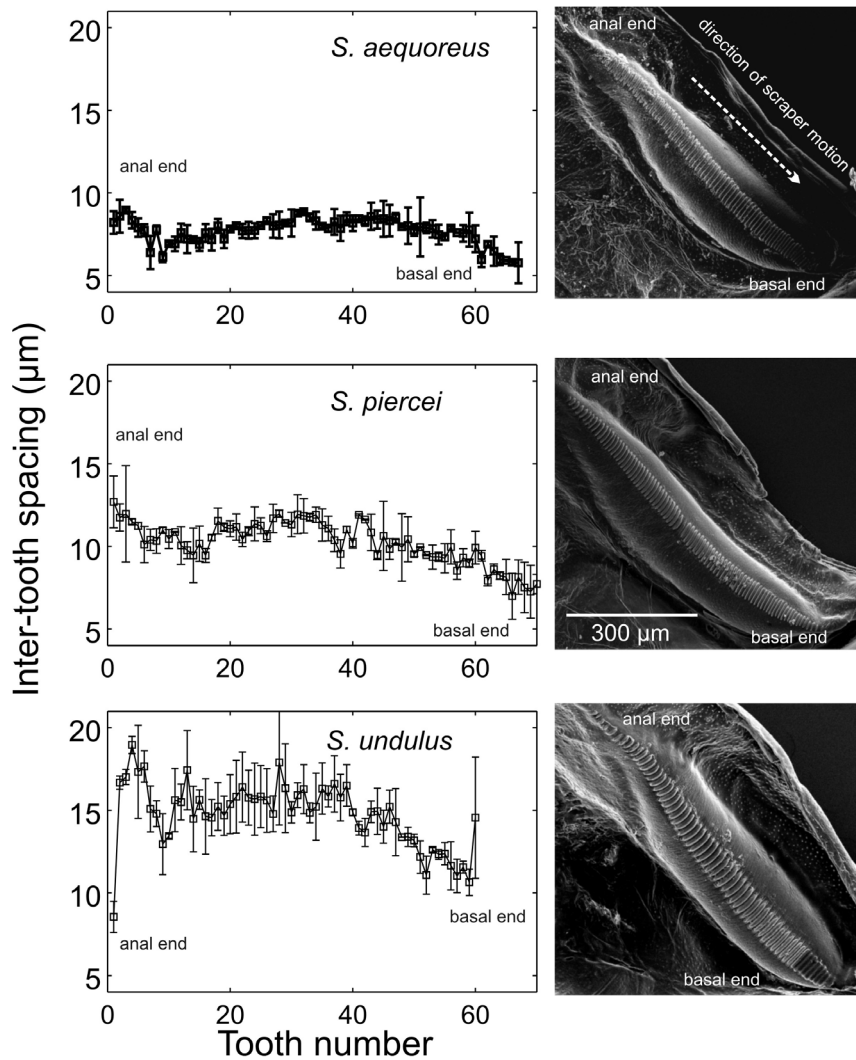 Inter-tooth spacing (µm)
20
15
10
5
S. aequoreus
anal end
basal end
0
20
40
60
anal end
direction of scraper motion
basal end
20
15
10
5
S. piercei
anal end
basal end
0
20
40
60
anal end
300 µm
basal end
20
15
10
5
S. undulus
anal end
basal end
0
20
40
60
Tooth number
anal end
basal end